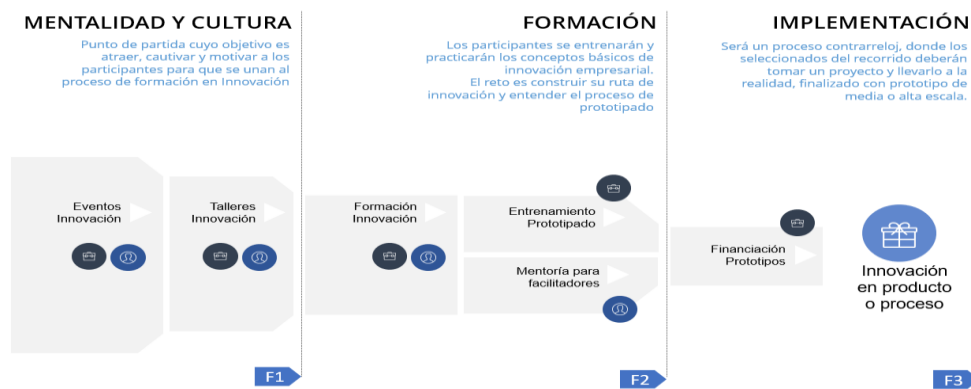 MENTALIDAD Y CULTURA
Punto de partida cuyo objetivo es
atraer, cautivar y motivar a los
participantes para que se unan al
proceso de formación en Innovación
Eventos
Innovación
Talleres
Innovación
F1
FORMACIÓN
Los participantes se entrenarán y
practicarán los conceptos básicos de
innovación empresarial.
El reto es construir su ruta de
innovación y entender el proceso de
prototipado
Formación
Innovación
Entrenamiento
Prototipado
Mentoría para
facilitadores
F2
IMPLEMENTACIÓN
Será un proceso contrarreloj, donde los
seleccionados del recorrido deberán
tomar un proyecto y llevarlo a la
realidad, finalizado con prototipo de
media o alta escala.
Financiación
Prototipos
Innovación
en producto
o proceso
F3